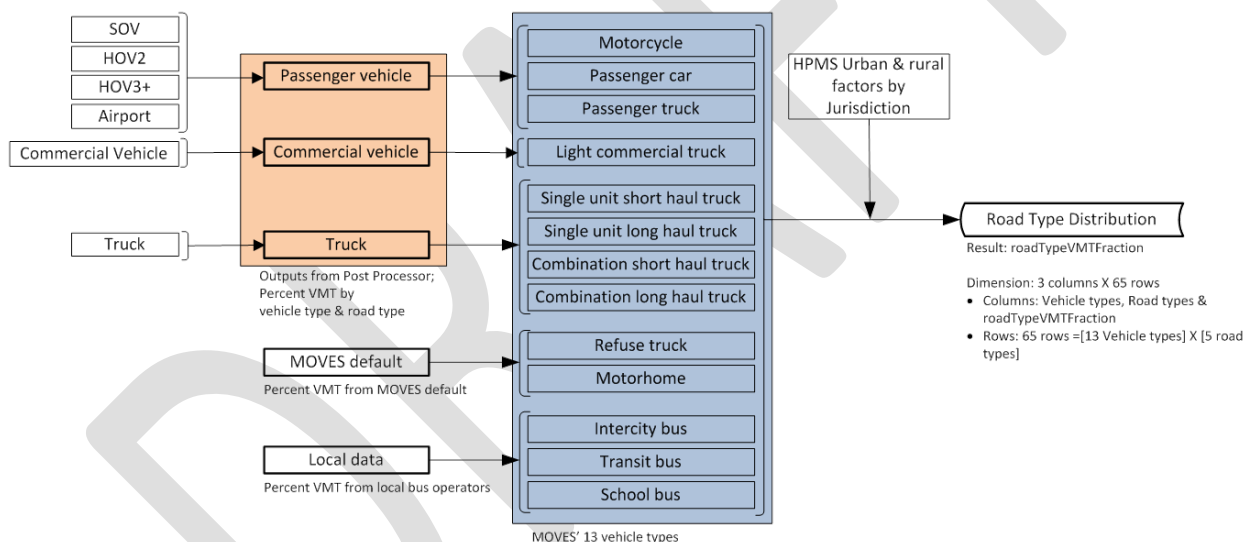 SOV
HOV2
HOV3+
Airport
Commercial Vehicle
Truck
Passenger vehicle
Commercial vehicle
Truck
Outputs from Post Processor;
Percent VMT by
vehicle type & road type
MOVES default
Percent VMT from MOVES default
Local data
Percent VMT from local bus operators
Motorcycle
Passenger car
Passenger truck
Light commercial truck
Single unit short haul truck
Single unit long haul truck
Combination short haul truck
Combination long haul truck
Refuse truck
Motorhome
Intercity bus
Transit bus
School bus
MOVES' 13 vehicle types
HPMS Urban & rural
factors by
Jurisdiction
Road Type Distribution
Result: roadTypeVMTFraction
Dimension: 3 columns X 65 rows
• Columns: Vehicle types, Road types &
roadTypeVMTFraction
• Rows: 65 rows =[13 Vehicle types] X [5 road
types]